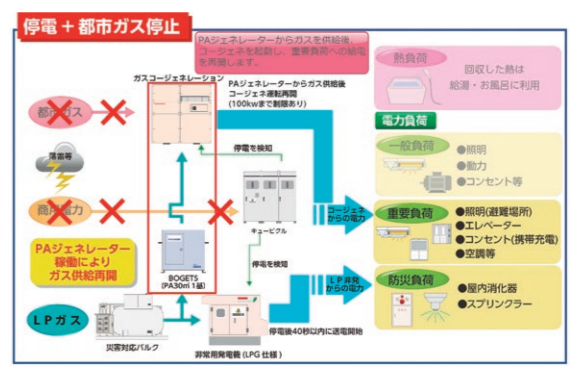 停電＋都市ガス停止
PAジェネレーターからガスを供給後、
コージェネを起動し、重要負荷への給電
を再開します。
ガスコージェネレーション
PAジェネレーターからガス供給後
コージェネ運転再開
(100kwまで制限あり)
熱負荷
回収した熱は
給湯・お風呂に利用
都市ガス
電力負荷
停電を検知
一般負荷
●照明
●動力
●コンセント等
落雷等
商用電力
キュービクル
コージェネ
からの電力
重要負荷
●照明(避難場所)
●エレベーター
●コンセント(携帯充電)
●空調等
PAジェネレーター
稼働により
ガス供給再開
BOGETS
(PA30㎥1基)
停電を検知
LP非発
からの電力
防災負荷
●屋内消化器
●スプリンクラー
LPガス
停電後40秒以内に送電開始
災害対応バルク
非常用発電機(LPG仕様)